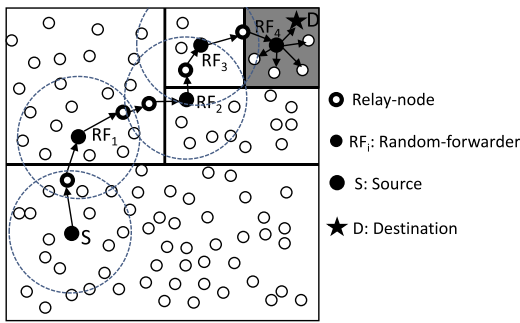 RF4
D
RF3
RF2
RF1
S
Relay-node
RFi: Random-forwarder
S: Source
D: Destination